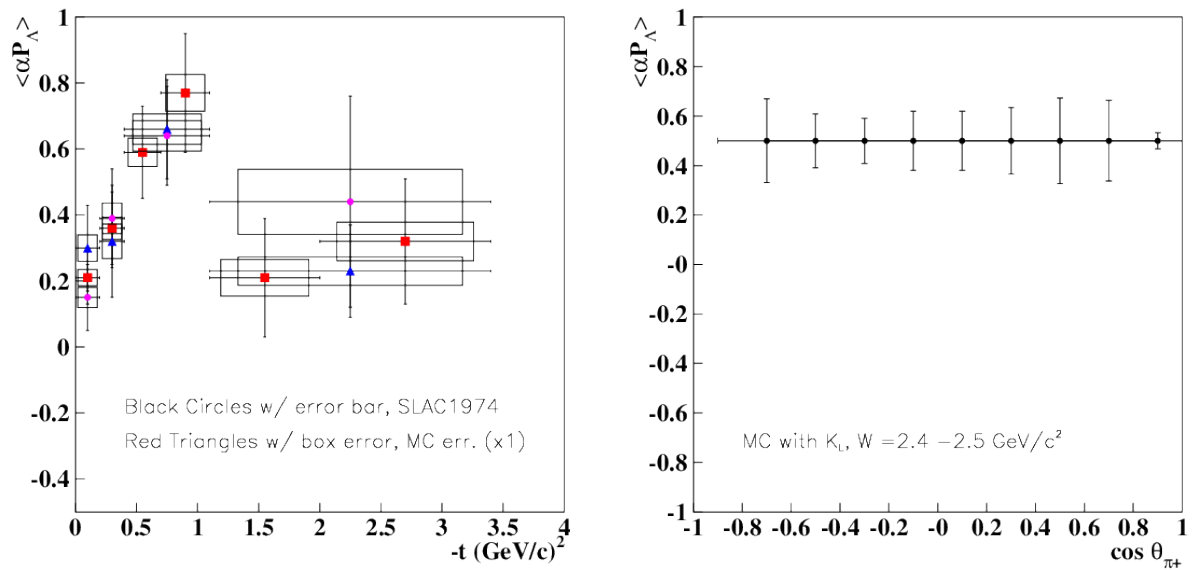 <αP_Λ>
1
0.8
0.6
0.4
0.2
0
-0.2
-0.4
0 0.5 1 1.5 2 2.5 3 3.5 4
-t (GeV/c)²
Black Circles w/ error bar, SLAC1974
Red Triangles w/ box error, MC err. (x1)
<αP_Λ>
1
0.8
0.6
0.4
0.2
-0
0.2
-0.4
-0.6
-0.8
-1
-1 -0.8 -0.6 -0.4 -0.2 -0 0.2 0.4 0.6 0.8 1
cos θ_π+
MC with K_L, W =2.4 −2.5 GeV/c²